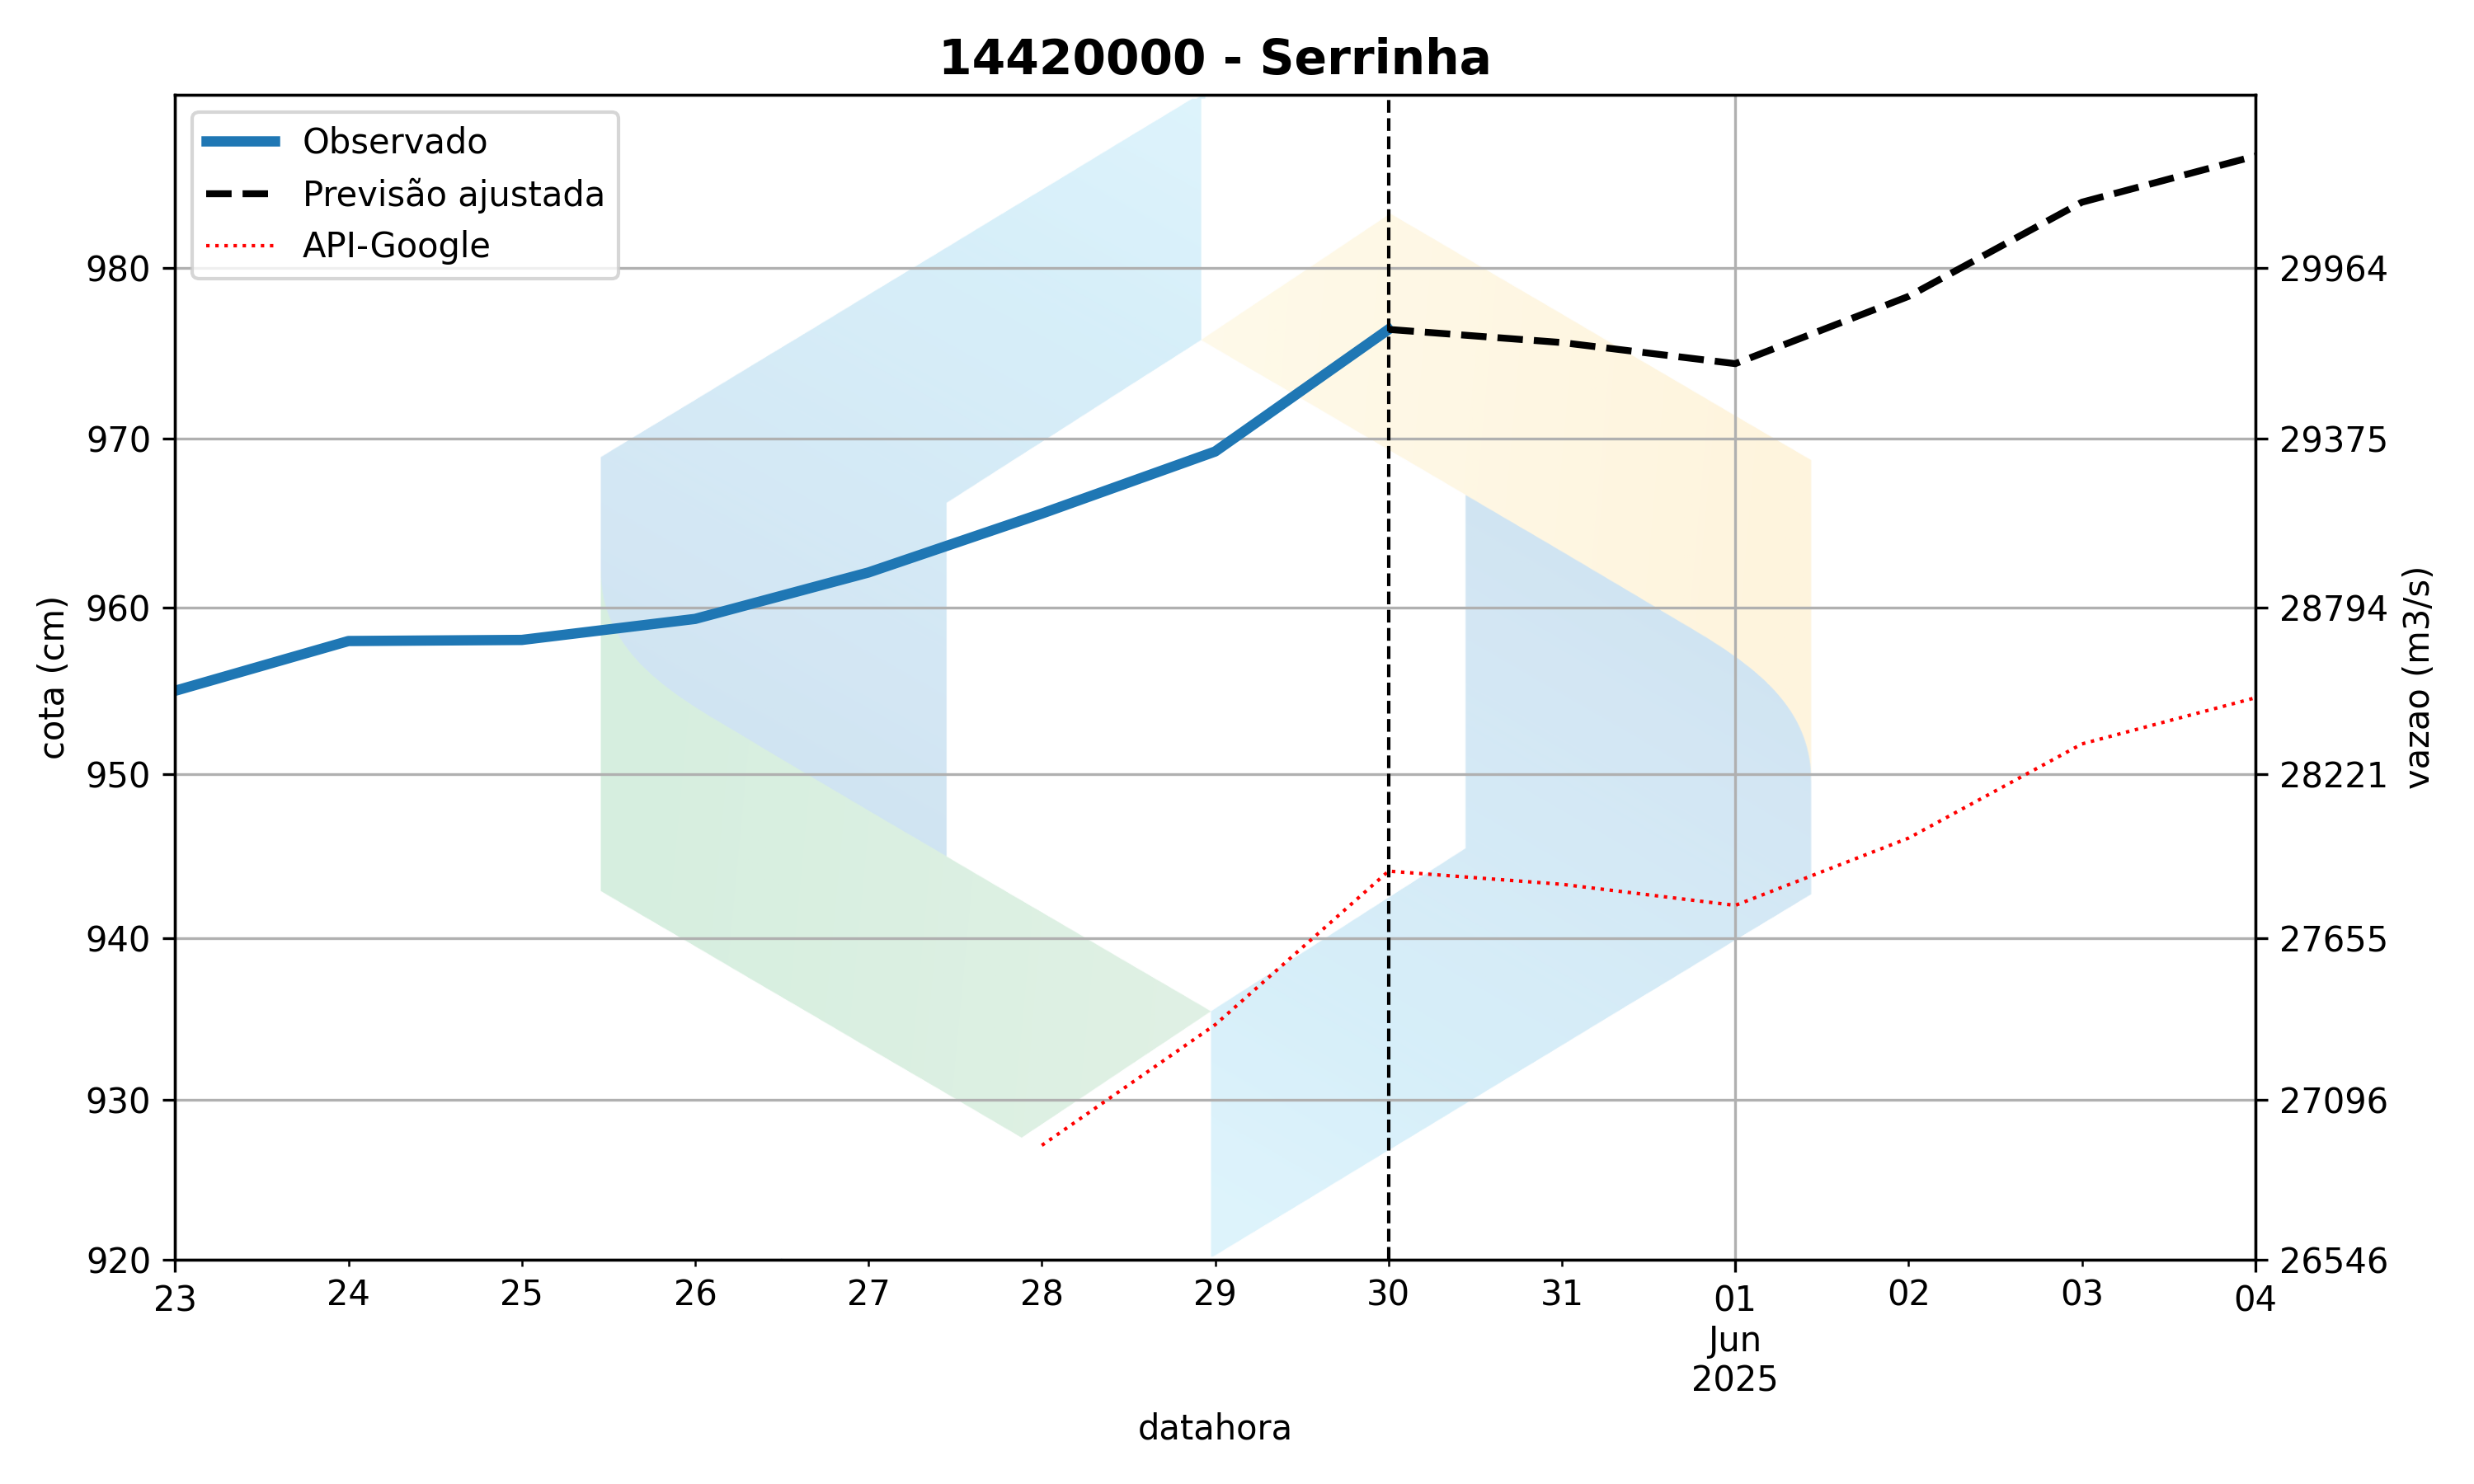 14420000 - Serrinha
Observado
Previsão ajustada
API-Google
980
970
960
950
940
930
920
cota (cm)
29964
29375
28794
28221
27655
27096
26546
vazao (m3/s)
23 24 25 26 27 28 29 30 31 01 02 03 04
Jun
2025
datahora